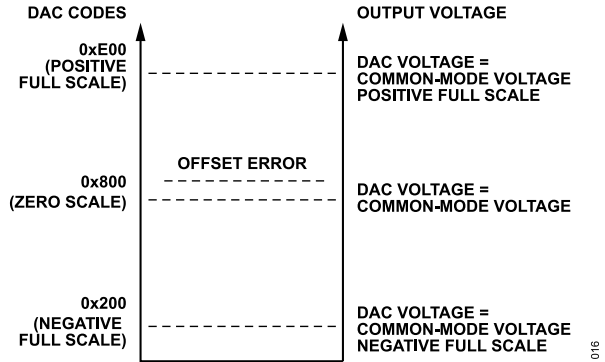 DAC CODES
OUTPUT VOLTAGE
0xE00
(POSITIVE
FULL SCALE)
DAC VOLTAGE =
COMMON-MODE VOLTAGE
POSITIVE FULL SCALE
OFFSET ERROR
0x800
(ZERO SCALE)
DAC VOLTAGE =
COMMON-MODE VOLTAGE
0x200
(NEGATIVE
FULL SCALE)
DAC VOLTAGE =
COMMON-MODE VOLTAGE
NEGATIVE FULL SCALE
016